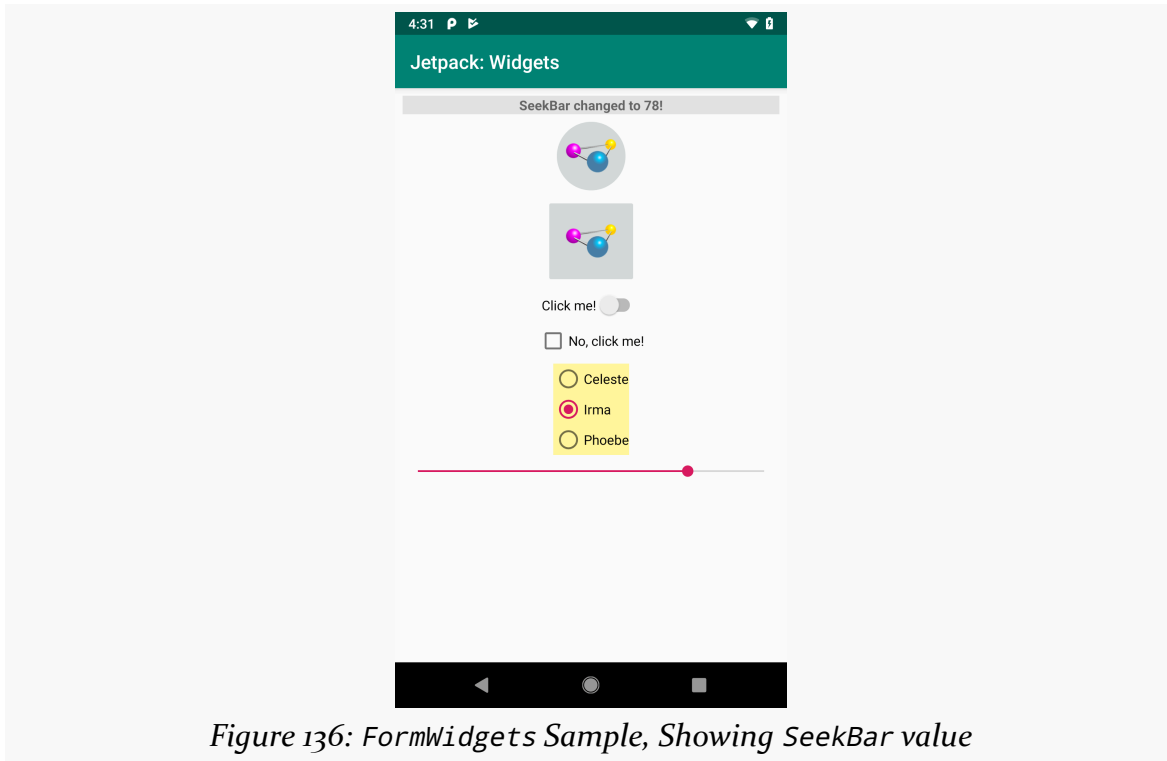 4:31
Jetpack: Widgets
SeekBar changed to 78!
Click me!
No, click me!
Celeste
Irma
Phoebe
Figure 136: FormWidgets Sample, Showing SeekBar value